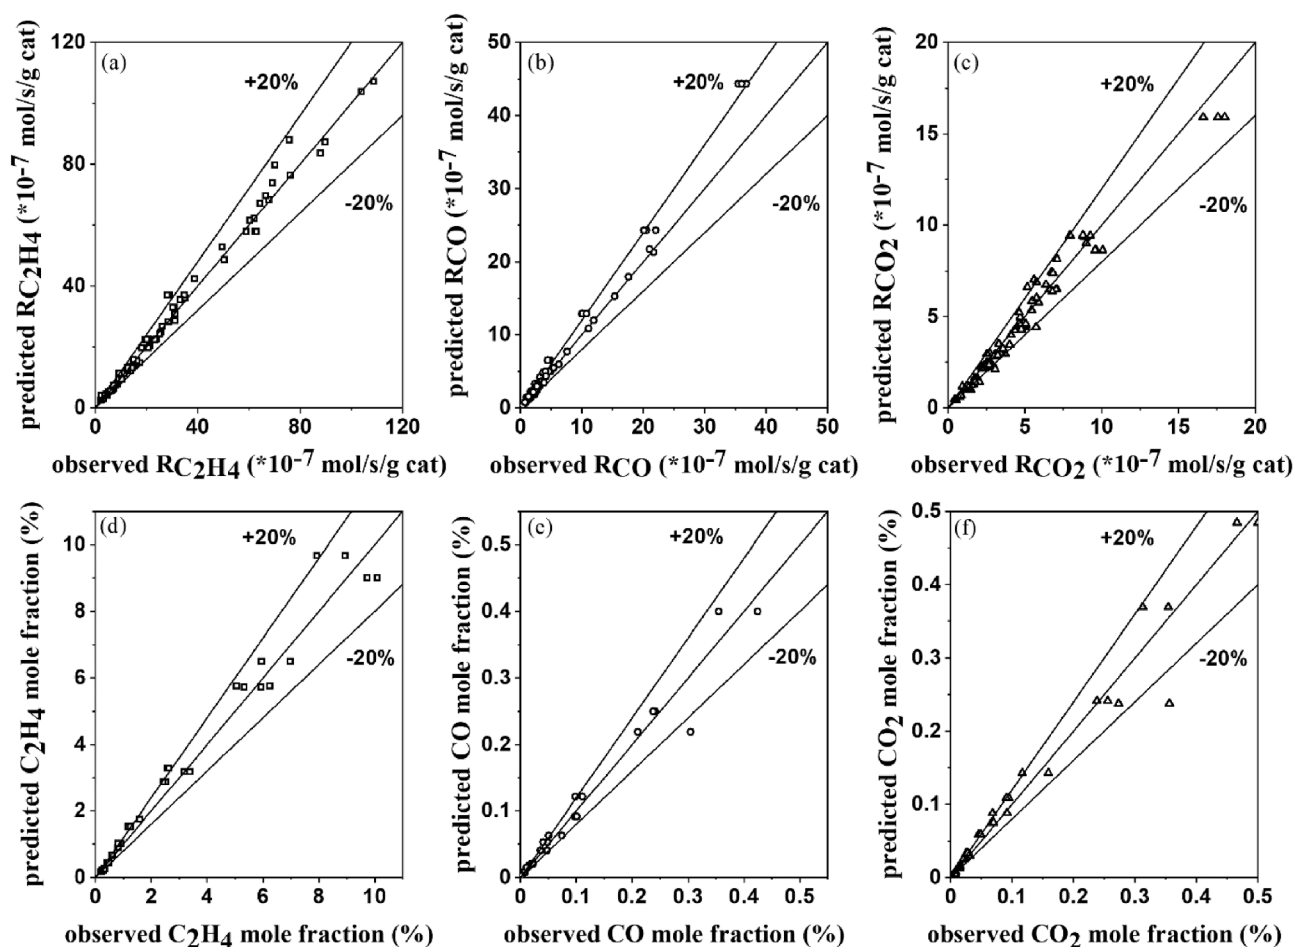 (a)
+20%
-20%
120
80
40
0
0 40 80 120
predicted RC2H4 (*10-7 mol/s/g cat)
observed RC2H4 (*10-7 mol/s/g cat)
(b)
+20%
-20%
50
40
30
20
10
0
0 10 20 30 40 50
predicted RCO (*10-7 mol/s/g cat)
observed RCO (*10-7 mol/s/g cat)
(c)
+20%
-20%
20
15
10
5
0
0 5 10 15 20
predicted RCO2 (*10-7 mol/s/g cat)
observed RCO2 (*10-7 mol/s/g cat)
(d)
+20%
-20%
10
8
6
4
2
0
0 2 4 6 8 10
predicted C2H4 mole fraction (%)
observed C2H4 mole fraction (%)
(e)
+20%
-20%
0.5
0.4
0.3
0.2
0.1
0
0 0.1 0.2 0.3 0.4 0.5
predicted CO mole fraction (%)
observed CO mole fraction (%)
(f)
+20%
-20%
0.5
0.4
0.3
0.2
0.1
0
0 0.1 0.2 0.3 0.4 0.5
predicted CO2 mole fraction (%)
observed CO2 mole fraction (%)